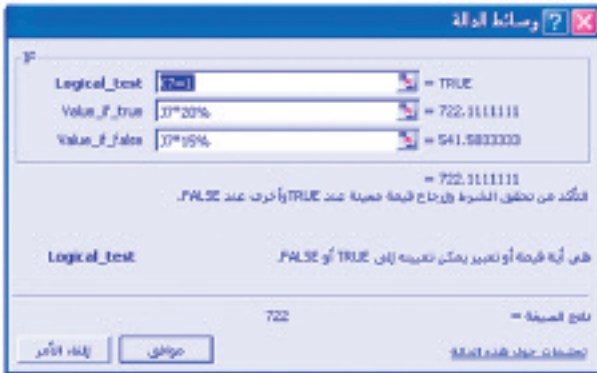 وسائط الدالة
IF
Logical_test =1 = TRUE
Value_if_true J7*20% = 722.1111111
Value_if_false J7*15% = 541.5833333
= 722.1111111
التأكد من تحقق الشرط وإرجاع قيمة معينة عند TRUE وأخرى عند FALSE.
Logical_test هي أية قيمة أو تعبير يمكن تعيينه إلى TRUE أو FALSE.
ناتج الصيغة = 722
تعليمات حول هذه الدالة
موافق إلغاء الأمر